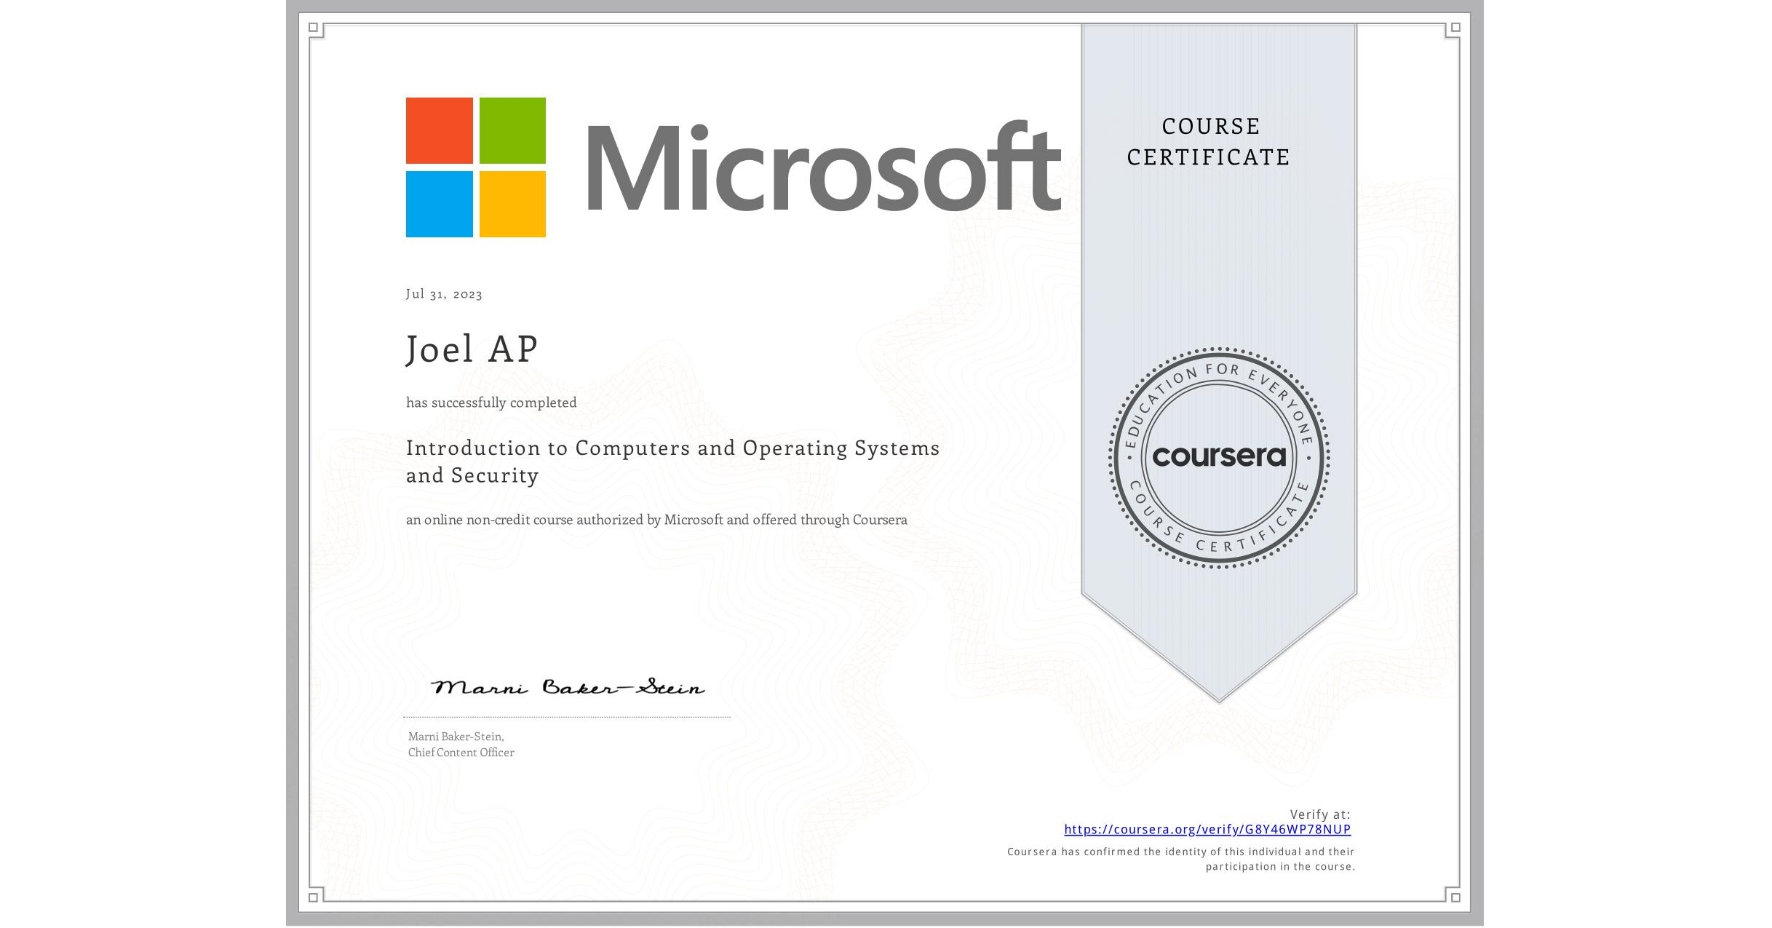 Microsoft
COURSE
CERTIFICATE
Jul 31, 2023
Joel AP
has successfully completed
Introduction to Computers and Operating Systems
and Security
an online non-credit course authorized by Microsoft and offered through Coursera
EDUCATION FOR EVERYONE
coursera
COURSE CERTIFICATE
Marni Baker-Stein
Marni Baker-Stein,
Chief Content Officer
Verify at:
https://coursera.org/verify/G8Y46WP78NUP
Coursera has confirmed the identity of this individual and their
participation in the course.